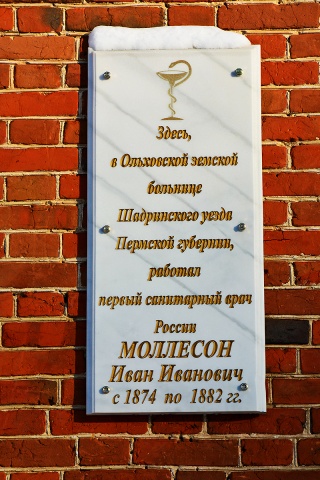 Здесь,
в Ольховской земской
больнице
Шадринского уезда
Пермской губернии,
работал
первый санитарный врач
России
МОЛЛЕСОН
Иван Иванович
с 1874 по 1882 гг.